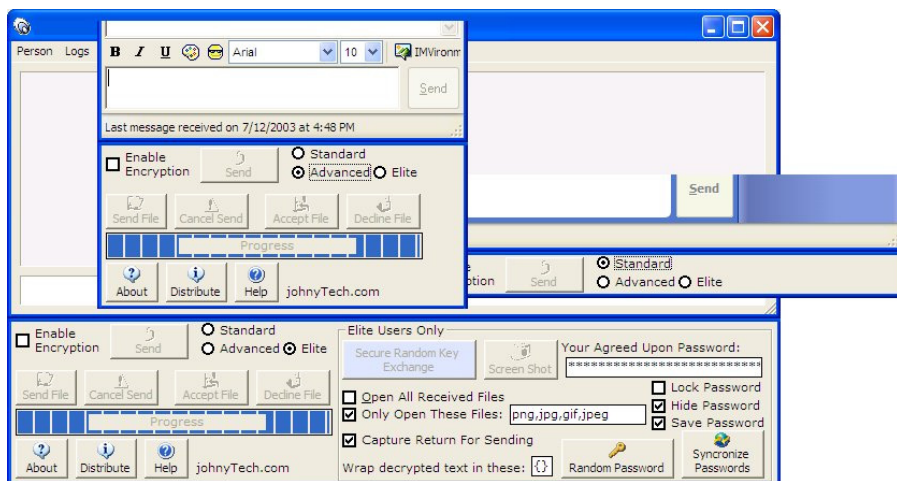 Person Logs
B I U Arial 10 IMVironm
Send
Last message received on 7/12/2003 at 4:48 PM
Enable
Encryption
Send
Standard
Advanced Elite
Send File Cancel Send Accept File Decline File
Progress
About Distribute Help johnyTech.com
Send
ption
Send
Standard
Advanced Elite
Enable
Encryption
Send
Standard
Advanced Elite
Send File Cancel Send Accept File Decline File
Progress
About Distribute Help johnyTech.com
Elite Users Only
Secure Random Key
Exchange
Screen Shot
Your Agreed Upon Password:
Open All Received Files
Only Open These Files: png,jpg,gif,jpeg
Capture Return For Sending
Wrap decrypted text in these: {}
Lock Password
Hide Password
Save Password
Random Password
Syncronize
Passwords